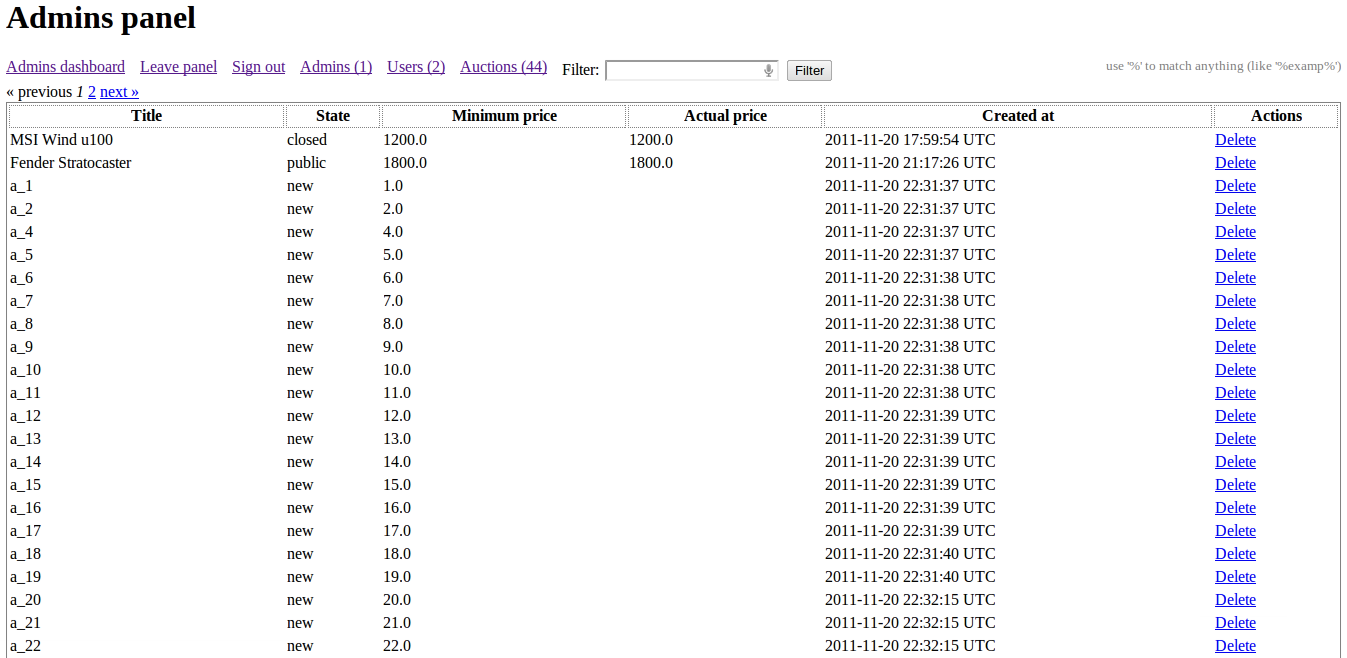 Admins panel
Admins dashboard Leave panel Sign out Admins (1) Users (2) Auctions (44) Filter: Filter use '%' to match anything (like '%examp%')
« previous 1 2 next »
Title State Minimum price Actual price Created at Actions
MSI Wind u100 closed 1200.0 1200.0 2011-11-20 17:59:54 UTC Delete
Fender Stratocaster public 1800.0 1800.0 2011-11-20 21:17:26 UTC Delete
a_1 new 1.0 2011-11-20 22:31:37 UTC Delete
a_2 new 2.0 2011-11-20 22:31:37 UTC Delete
a_4 new 4.0 2011-11-20 22:31:37 UTC Delete
a_5 new 5.0 2011-11-20 22:31:37 UTC Delete
a_6 new 6.0 2011-11-20 22:31:38 UTC Delete
a_7 new 7.0 2011-11-20 22:31:38 UTC Delete
a_8 new 8.0 2011-11-20 22:31:38 UTC Delete
a_9 new 9.0 2011-11-20 22:31:38 UTC Delete
a_10 new 10.0 2011-11-20 22:31:38 UTC Delete
a_11 new 11.0 2011-11-20 22:31:38 UTC Delete
a_12 new 12.0 2011-11-20 22:31:39 UTC Delete
a_13 new 13.0 2011-11-20 22:31:39 UTC Delete
a_14 new 14.0 2011-11-20 22:31:39 UTC Delete
a_15 new 15.0 2011-11-20 22:31:39 UTC Delete
a_16 new 16.0 2011-11-20 22:31:39 UTC Delete
a_17 new 17.0 2011-11-20 22:31:39 UTC Delete
a_18 new 18.0 2011-11-20 22:31:40 UTC Delete
a_19 new 19.0 2011-11-20 22:31:40 UTC Delete
a_20 new 20.0 2011-11-20 22:32:15 UTC Delete
a_21 new 21.0 2011-11-20 22:32:15 UTC Delete
a_22 new 22.0 2011-11-20 22:32:15 UTC Delete